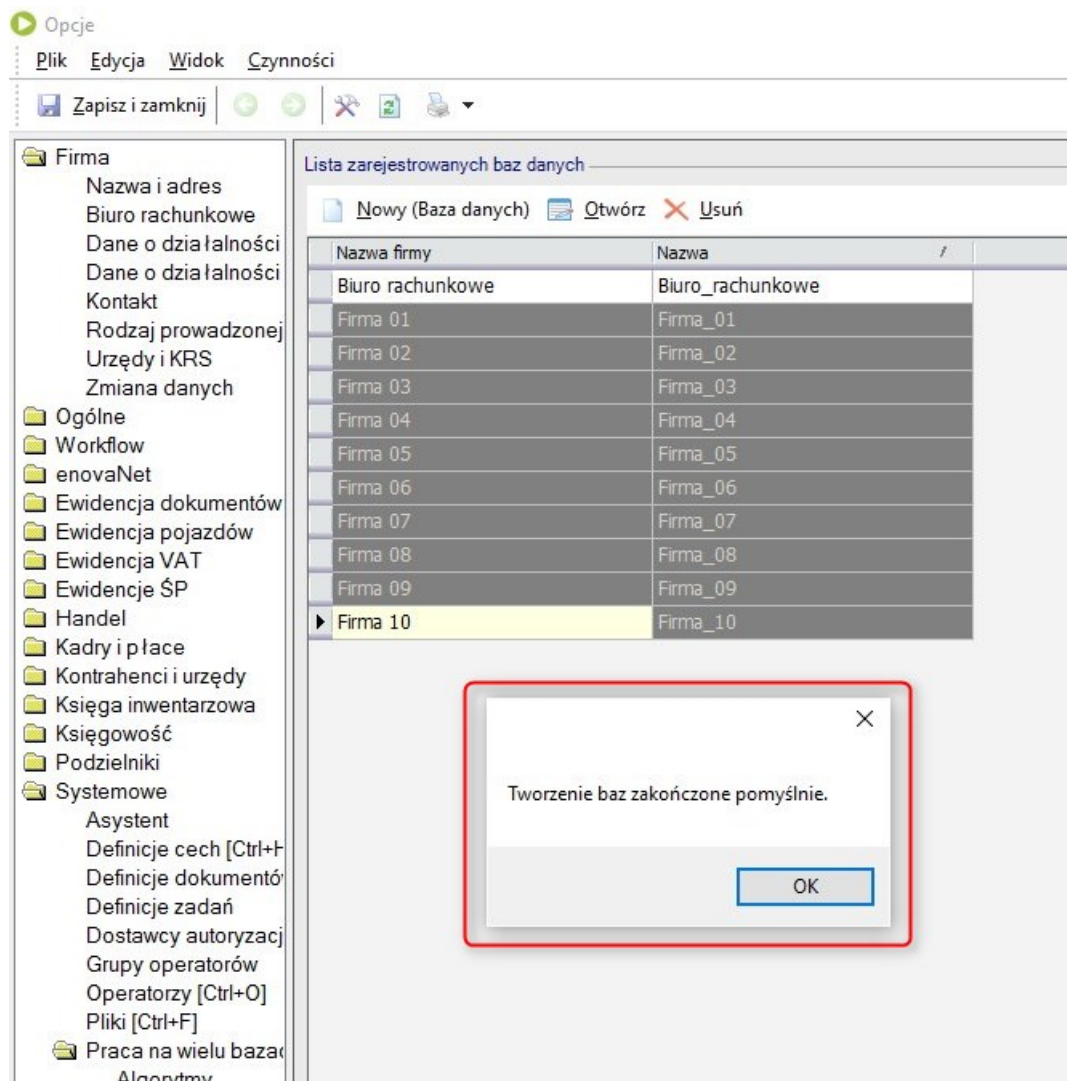 Opcje
Plik Edycja Widok Czynności
Zapisz i zamknij
Firma
Nazwa i adres
Biuro rachunkowe
Dane o działalności
Dane o działalności
Kontakt
Rodzaj prowadzonej
Urzędy i KRS
Zmiana danych
Ogólne
Workflow
enovaNet
Ewidencja dokumentów
Ewidencja pojazdów
Ewidencja VAT
Ewidencje ŚP
Handel
Kadry i płace
Kontrahenci i urzędy
Księga inwentarzowa
Księgowość
Podzielniki
Systemowe
Asystent
Definicje cech [Ctrl+H
Definicje dokumentó
Definicje zadań
Dostawcy autoryzacj
Grupy operatorów
Operatorzy [Ctrl+O]
Pliki [Ctrl+F]
Praca na wielu bazac
Algorytmy
Lista zarejestrowanych baz danych
Nowy (Baza danych) Otwórz Usuń
Nazwa firmy Nazwa
Biuro rachunkowe Biuro_rachunkowe
Firma 01 Firma_01
Firma 02 Firma_02
Firma 03 Firma_03
Firma 04 Firma_04
Firma 05 Firma_05
Firma 06 Firma_06
Firma 07 Firma_07
Firma 08 Firma_08
Firma 09 Firma_09
Firma 10 Firma_10
Tworzenie baz zakończone pomyślnie.
OK